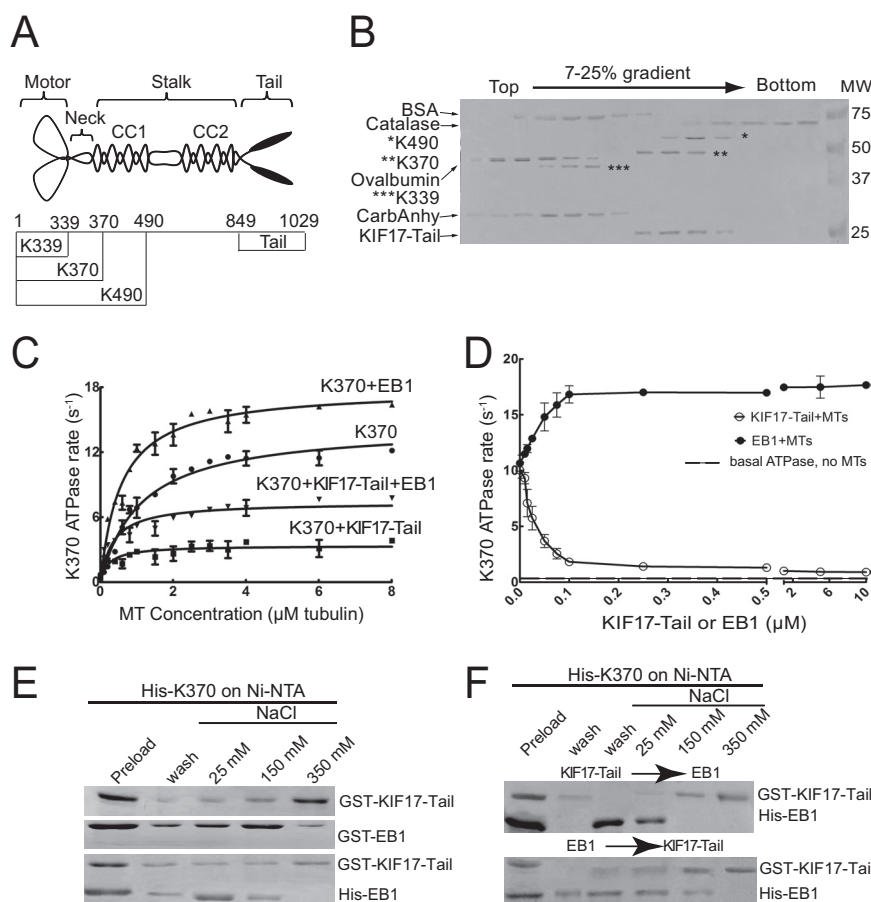 A
Motor
Stalk
Tail
Neck
CC1
CC2
1
339
370
490
849
1029
K339
Tail
K370
K490
B
7-25% gradient
Top
Bottom
MW
BSA
Catalase
*K490
**K370
Ovalbumin
***K339
CarbAnhy
KIF17-Tail
*
**
***
75
50
37
25
C
K370 ATPase rate (s⁻¹)
18
12
6
0
0
2
4
6
8
K370+EB1
K370
K370+KIF17-Tail+EB1
K370+KIF17-Tail
MT Concentration (µM tubulin)
D
K370 ATPase rate (s⁻¹)
20
15
10
5
0
KIF17-Tail+MTs
EB1+MTs
basal ATPase, no MTs
0.0
0.1
0.2
0.3
0.4
0.5
2
6
10
KIF17-Tail or EB1 (µM)
E
His-K370 on Ni-NTA
NaCl
Preload
wash
25 mM
150 mM
350 mM
GST-KIF17-Tail
GST-EB1
GST-KIF17-Tail
His-EB1
F
His-K370 on Ni-NTA
NaCl
Preload
wash
wash
25 mM
150 mM
350 mM
KIF17-Tail
EB1
GST-KIF17-Tail
His-EB1
EB1
KIF17-Tail
GST-KIF17-Tail
His-EB1